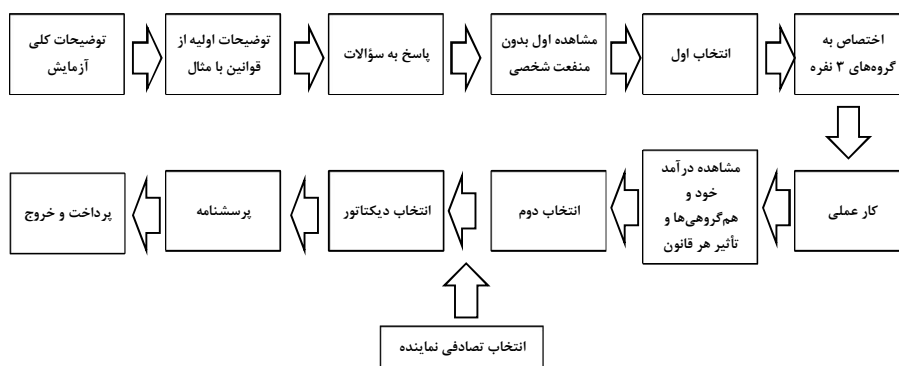 توضیحات کلی
آزمایش
توضیحات اولیه از
قوانین با مثال
پاسخ به سؤالات
مشاهده اول بدون
منفعت شخصی
انتخاب اول
اختصاص به
گروه‌های ۳ نفره
کار عملی
مشاهده درآمد
خود و
هم‌گروهی‌ها و
تأثیر هر قانون
انتخاب دوم
انتخاب دیکتاتور
پرسشنامه
پرداخت و خروج
انتخاب تصادفی نماینده